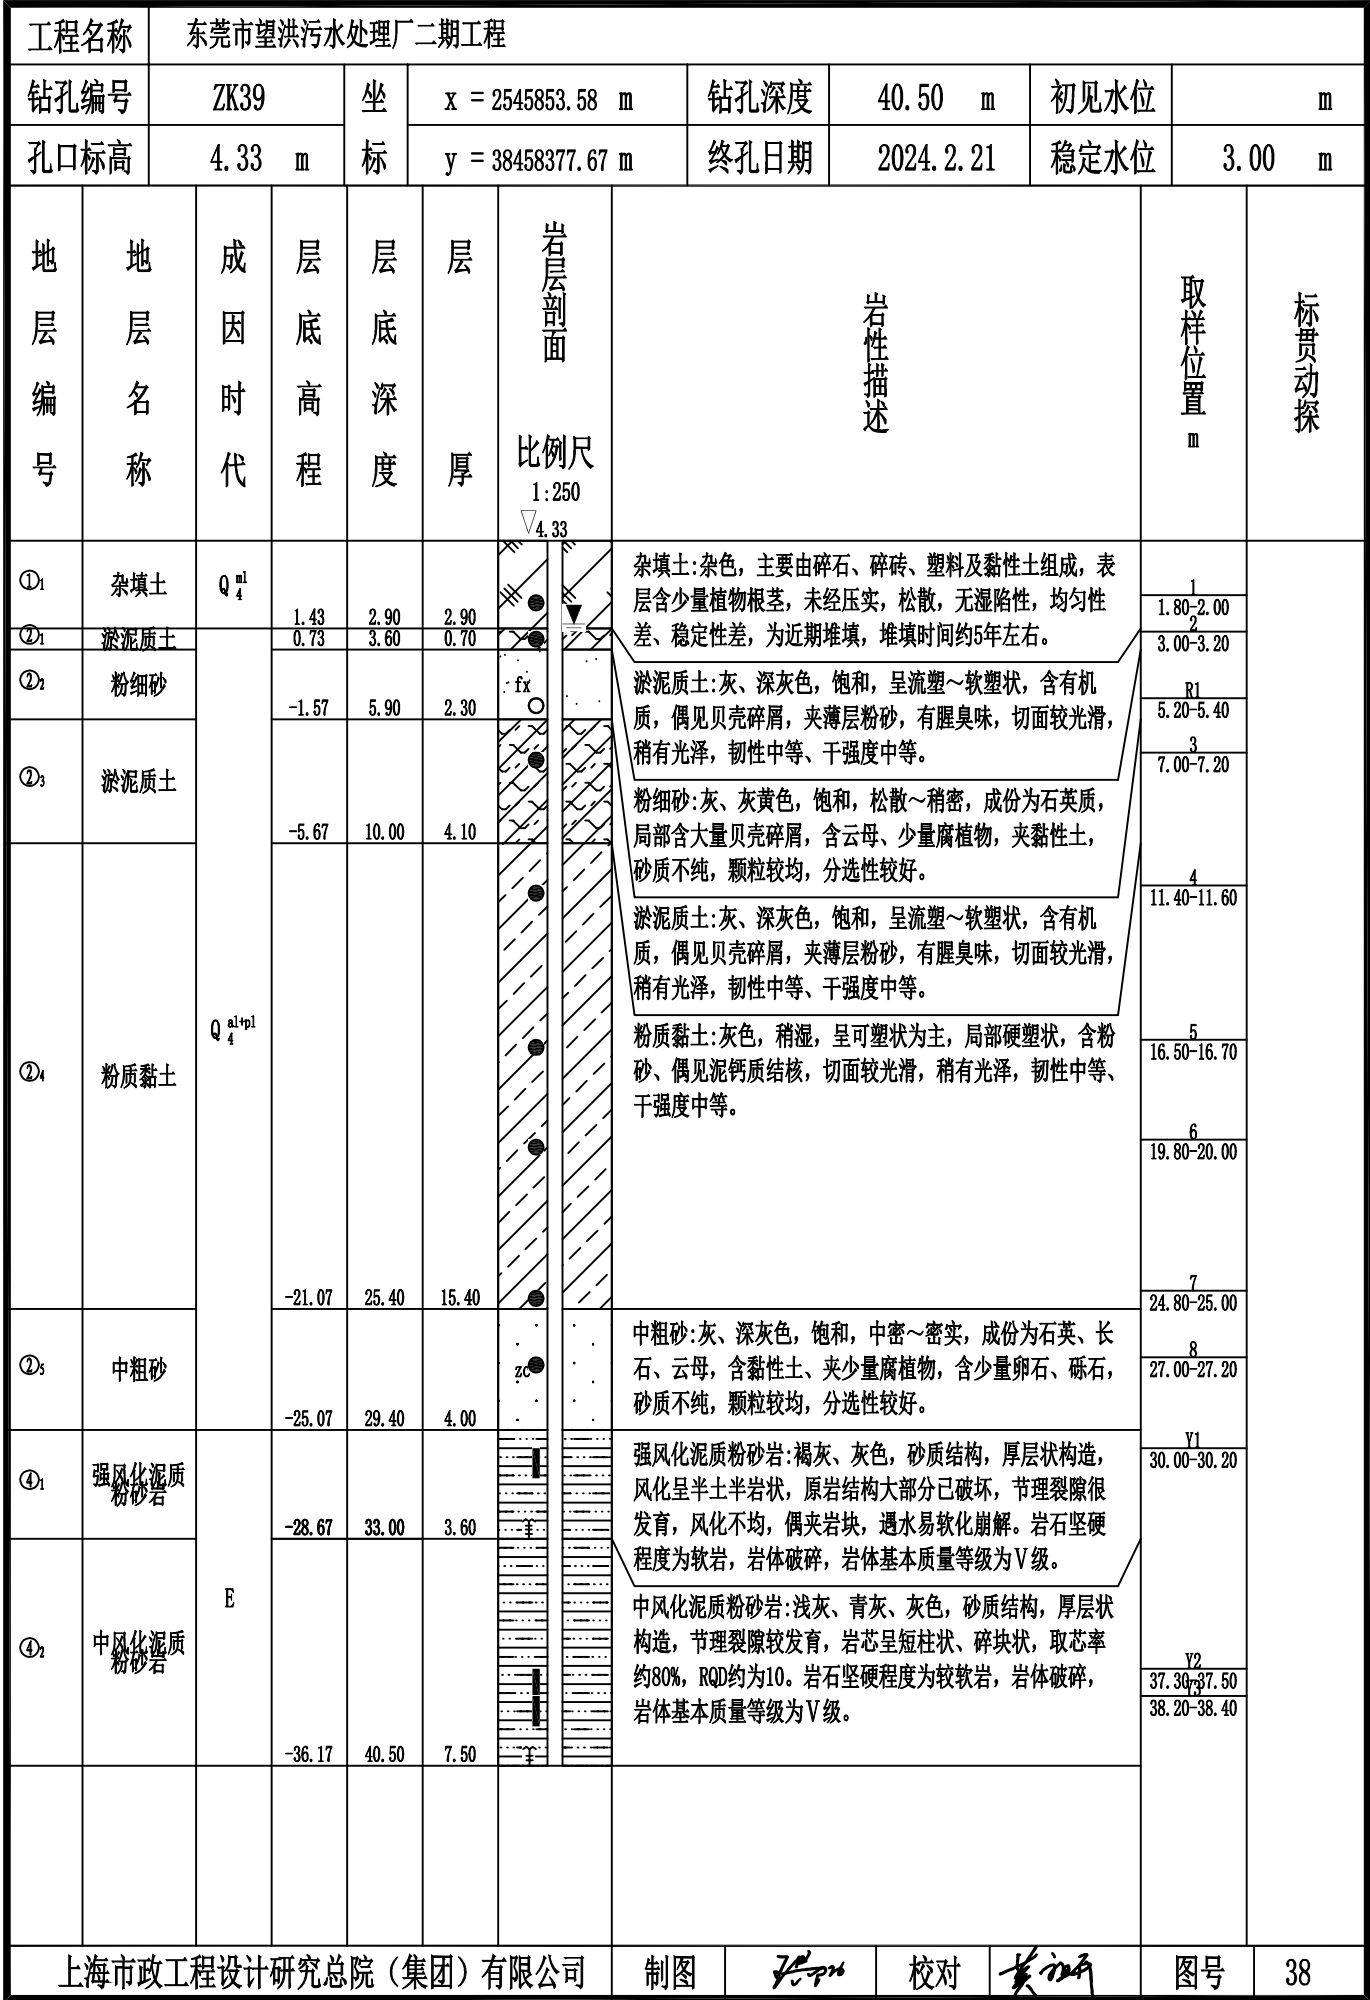 工程名称 东莞市望洪污水处理厂二期工程
钻孔编号 ZK39 坐 x =2545853.58 m 钻孔深度 40.50 m 初见水位 m
孔口标高 4.33 m 标 y =38458377.67 m 终孔日期 2024.2.21 稳定水位 3.00 m
地层编号 地层名称 成因时代 层底高程 层底深度 层厚 岩层剖面 岩性描述 取样位置 m 标贯动探
比例尺
1:250
4.33
①1 杂填土 Q4ml 1.43 2.90 2.90
②1 淤泥质土 0.73 3.60 0.70
②2 粉细砂 -1.57 5.90 2.30 fx
②3 淤泥质土 -5.67 10.00 4.10
②4 粉质黏土 Q4al+pl -21.07 25.40 15.40
②5 中粗砂 -25.07 29.40 4.00 zc
④1 强风化泥质
粉砂岩 -28.67 33.00 3.60
E
④2 中风化泥质
粉砂岩 -36.17 40.50 7.50
杂填土:杂色，主要由碎石、碎砖、塑料及黏性土组成，表
层含少量植物根茎，未经压实，松散，无湿陷性，均匀性
差、稳定性差，为近期堆填，堆填时间约5年左右。
淤泥质土:灰、深灰色，饱和，呈流塑～软塑状，含有机
质，偶见贝壳碎屑，夹薄层粉砂，有腥臭味，切面较光滑，
稍有光泽，韧性中等、干强度中等。
粉细砂:灰、灰黄色，饱和，松散～稍密，成份为石英质，
局部含大量贝壳碎屑，含云母、少量腐植物，夹黏性土，
砂质不纯，颗粒较均，分选性较好。
淤泥质土:灰、深灰色，饱和，呈流塑～软塑状，含有机
质，偶见贝壳碎屑，夹薄层粉砂，有腥臭味，切面较光滑，
稍有光泽，韧性中等、干强度中等。
粉质黏土:灰色，稍湿，呈可塑状为主，局部硬塑状，含粉
砂、偶见泥钙质结核，切面较光滑，稍有光泽，韧性中等、
干强度中等。
中粗砂:灰、深灰色，饱和，中密～密实，成份为石英、长
石、云母，含黏性土、夹少量腐植物，含少量卵石、砾石，
砂质不纯，颗粒较均，分选性较好。
强风化泥质粉砂岩:褐灰、灰色，砂质结构，厚层状构造，
风化呈半土半岩状，原岩结构大部分已破坏，节理裂隙很
发育，风化不均，偶夹岩块，遇水易软化崩解。岩石坚硬
程度为软岩，岩体破碎，岩体基本质量等级为Ⅴ级。
中风化泥质粉砂岩:浅灰、青灰、灰色，砂质结构，厚层状
构造，节理裂隙较发育，岩芯呈短柱状、碎块状，取芯率
约80%，RQD约为10。岩石坚硬程度为较软岩，岩体破碎，
岩体基本质量等级为Ⅴ级。
1
1.80-2.00
2
3.00-3.20
R1
5.20-5.40
3
7.00-7.20
4
11.40-11.60
5
16.50-16.70
6
19.80-20.00
7
24.80-25.00
8
27.00-27.20
Y1
30.00-30.20
Y2
37.30-37.50
Y3
38.20-38.40
上海市政工程设计研究总院（集团）有限公司 制图 校对 图号 38